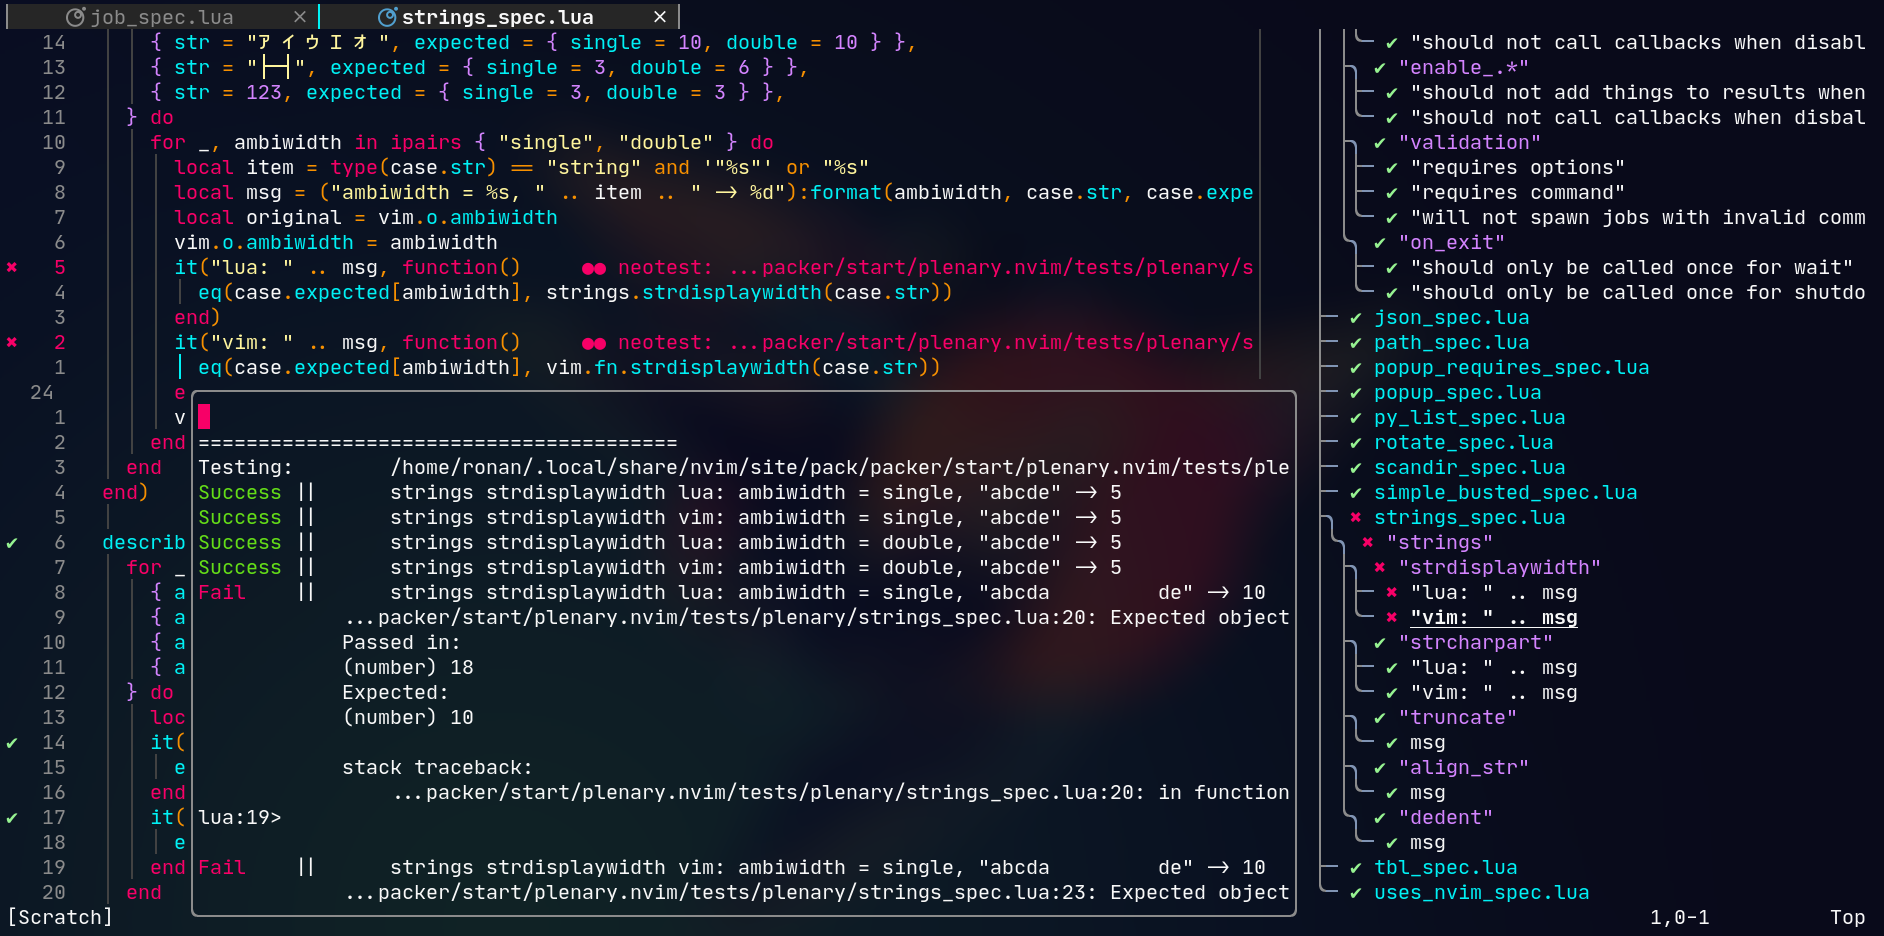 job_spec.lua × strings_spec.lua ×
14 { str = "ｱ ｲ ｳ ｴ ｵ ", expected = { single = 10, double = 10 } },
13 { str = "├─┤", expected = { single = 3, double = 6 } },
12 { str = 123, expected = { single = 3, double = 3 } },
11 } do
10 for _, ambiwidth in ipairs { "single", "double" } do
9 local item = type(case.str) == "string" and '"%s"' or "%s"
8 local msg = ("ambiwidth = %s, " .. item .. " -> %d"):format(ambiwidth, case.str, case.expe
7 local original = vim.o.ambiwidth
6 vim.o.ambiwidth = ambiwidth
✖ 5 it("lua: " .. msg, function() ●● neotest: ...packer/start/plenary.nvim/tests/plenary/s
4 eq(case.expected[ambiwidth], strings.strdisplaywidth(case.str))
3 end)
✖ 2 it("vim: " .. msg, function() ●● neotest: ...packer/start/plenary.nvim/tests/plenary/s
1 eq(case.expected[ambiwidth], vim.fn.strdisplaywidth(case.str))
24 e
1 v
2 end
3 end
4 end)
5
✔ 6 describ
7 for _
8 { a
9 { a
10 { a
11 { a
12 } do
13 loc
✔ 14 it(
15 e
16 end
✔ 17 it(
18 e
19 end
20 end
========================================
Testing: /home/ronan/.local/share/nvim/site/pack/packer/start/plenary.nvim/tests/ple
Success || strings strdisplaywidth lua: ambiwidth = single, "abcde" -> 5
Success || strings strdisplaywidth vim: ambiwidth = single, "abcde" -> 5
Success || strings strdisplaywidth lua: ambiwidth = double, "abcde" -> 5
Success || strings strdisplaywidth vim: ambiwidth = double, "abcde" -> 5
Fail || strings strdisplaywidth lua: ambiwidth = single, "abcda de" -> 10
...packer/start/plenary.nvim/tests/plenary/strings_spec.lua:20: Expected object
Passed in:
(number) 18
Expected:
(number) 10
stack traceback:
...packer/start/plenary.nvim/tests/plenary/strings_spec.lua:20: in function
lua:19>
Fail || strings strdisplaywidth vim: ambiwidth = single, "abcda de" -> 10
...packer/start/plenary.nvim/tests/plenary/strings_spec.lua:23: Expected object
✔ "should not call callbacks when disabl
✔ "enable_.*"
✔ "should not add things to results when
✔ "should not call callbacks when disbal
✔ "validation"
✔ "requires options"
✔ "requires command"
✔ "will not spawn jobs with invalid comm
✔ "on_exit"
✔ "should only be called once for wait"
✔ "should only be called once for shutdo
✔ json_spec.lua
✔ path_spec.lua
✔ popup_requires_spec.lua
✔ popup_spec.lua
✔ py_list_spec.lua
✔ rotate_spec.lua
✔ scandir_spec.lua
✔ simple_busted_spec.lua
✖ strings_spec.lua
✖ "strings"
✖ "strdisplaywidth"
✖ "lua: " .. msg
✖ "vim: " .. msg
✔ "strcharpart"
✔ "lua: " .. msg
✔ "vim: " .. msg
✔ "truncate"
✔ msg
✔ "align_str"
✔ msg
✔ "dedent"
✔ msg
✔ tbl_spec.lua
✔ uses_nvim_spec.lua
[Scratch] 1,0-1 Top